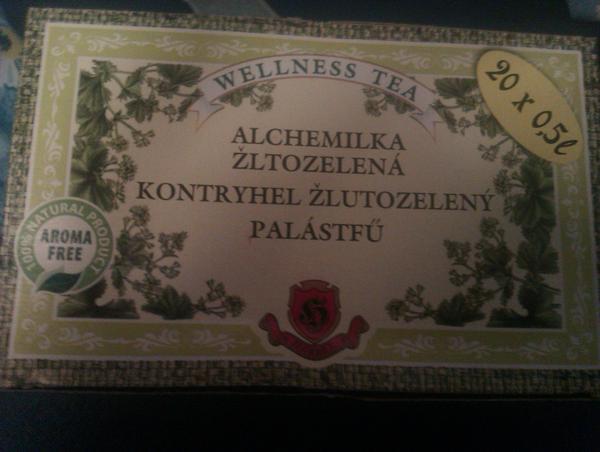 WELLNESS TEA
20 x 0,5l
ALCHEMILKA
ŽLTOZELENÁ
KONTRYHEL ŽLUTOZELENÝ
PALÁSTFŰ
100% NATURAL PRODUCT
AROMA
FREE
H